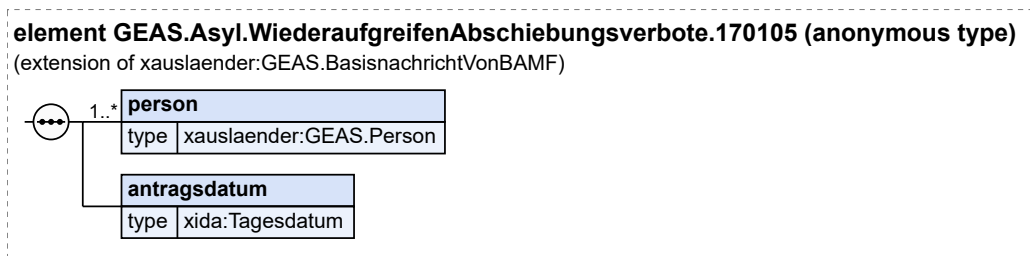 element GEAS.Asyl.WiederaufgreifenAbschiebungsverbote.170105 (anonymous type)
(extension of xauslaender:GEAS.BasisnachrichtVonBAMF)
1..* person
type xauslaender:GEAS.Person
antragsdatum
type xida:Tagesdatum